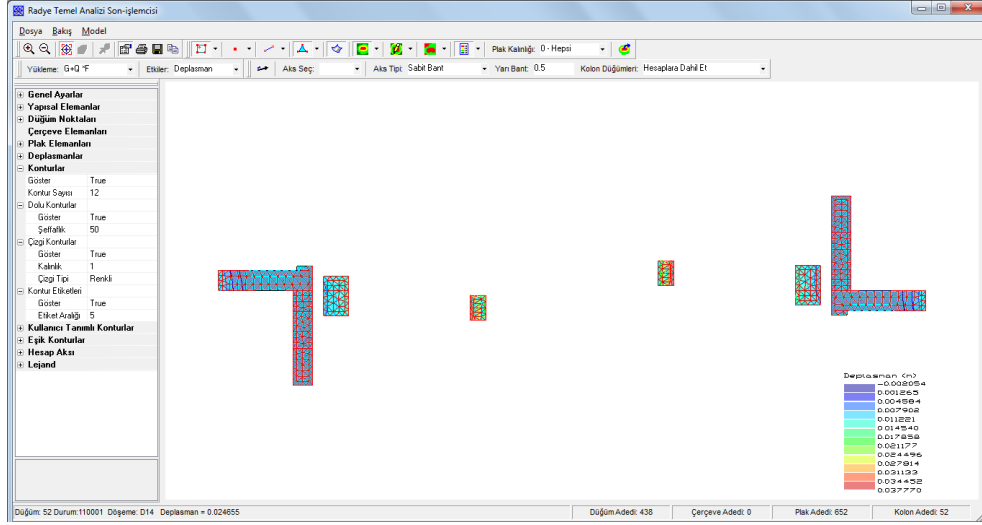 Radye Temel Analizi Son-işlemcisi
Dosya Bakış Model
Plak Kalınlığı: 0 - Hepsi
Yükleme: G+Q °F Etkiler: Deplasman Aks Seç: Aks Tipi: Sabit Bant Yarı Bant: 0.5 Kolon Düğümleri: Hesaplara Dahil Et
Genel Ayarlar
Yapısal Elemanlar
Düğüm Noktaları
Çerçeve Elemanları
Plak Elemanları
Deplasmanlar
Konturlar
Göster True
Kontur Sayısı 12
Dolu Konturlar
Göster True
Şeffaflık 50
Çizgi Konturlar
Göster True
Kalınlık 1
Çizgi Tipi Renkli
Kontur Etiketleri
Göster True
Etiket Aralığı 5
Kullanıcı Tanımlı Konturlar
Eşik Konturlar
Hesap Aksı
Lejand
Deplasman (m)
-0.002054
0.001265
0.004584
0.007902
0.011221
0.014540
0.017858
0.021177
0.024496
0.027814
0.031133
0.034452
0.037770
Düğüm: 52 Durum:110001 Döşeme: D14 Deplasman = 0.024655 Düğüm Adedi: 438 Çerçeve Adedi: 0 Plak Adedi: 652 Kolon Adedi: 52